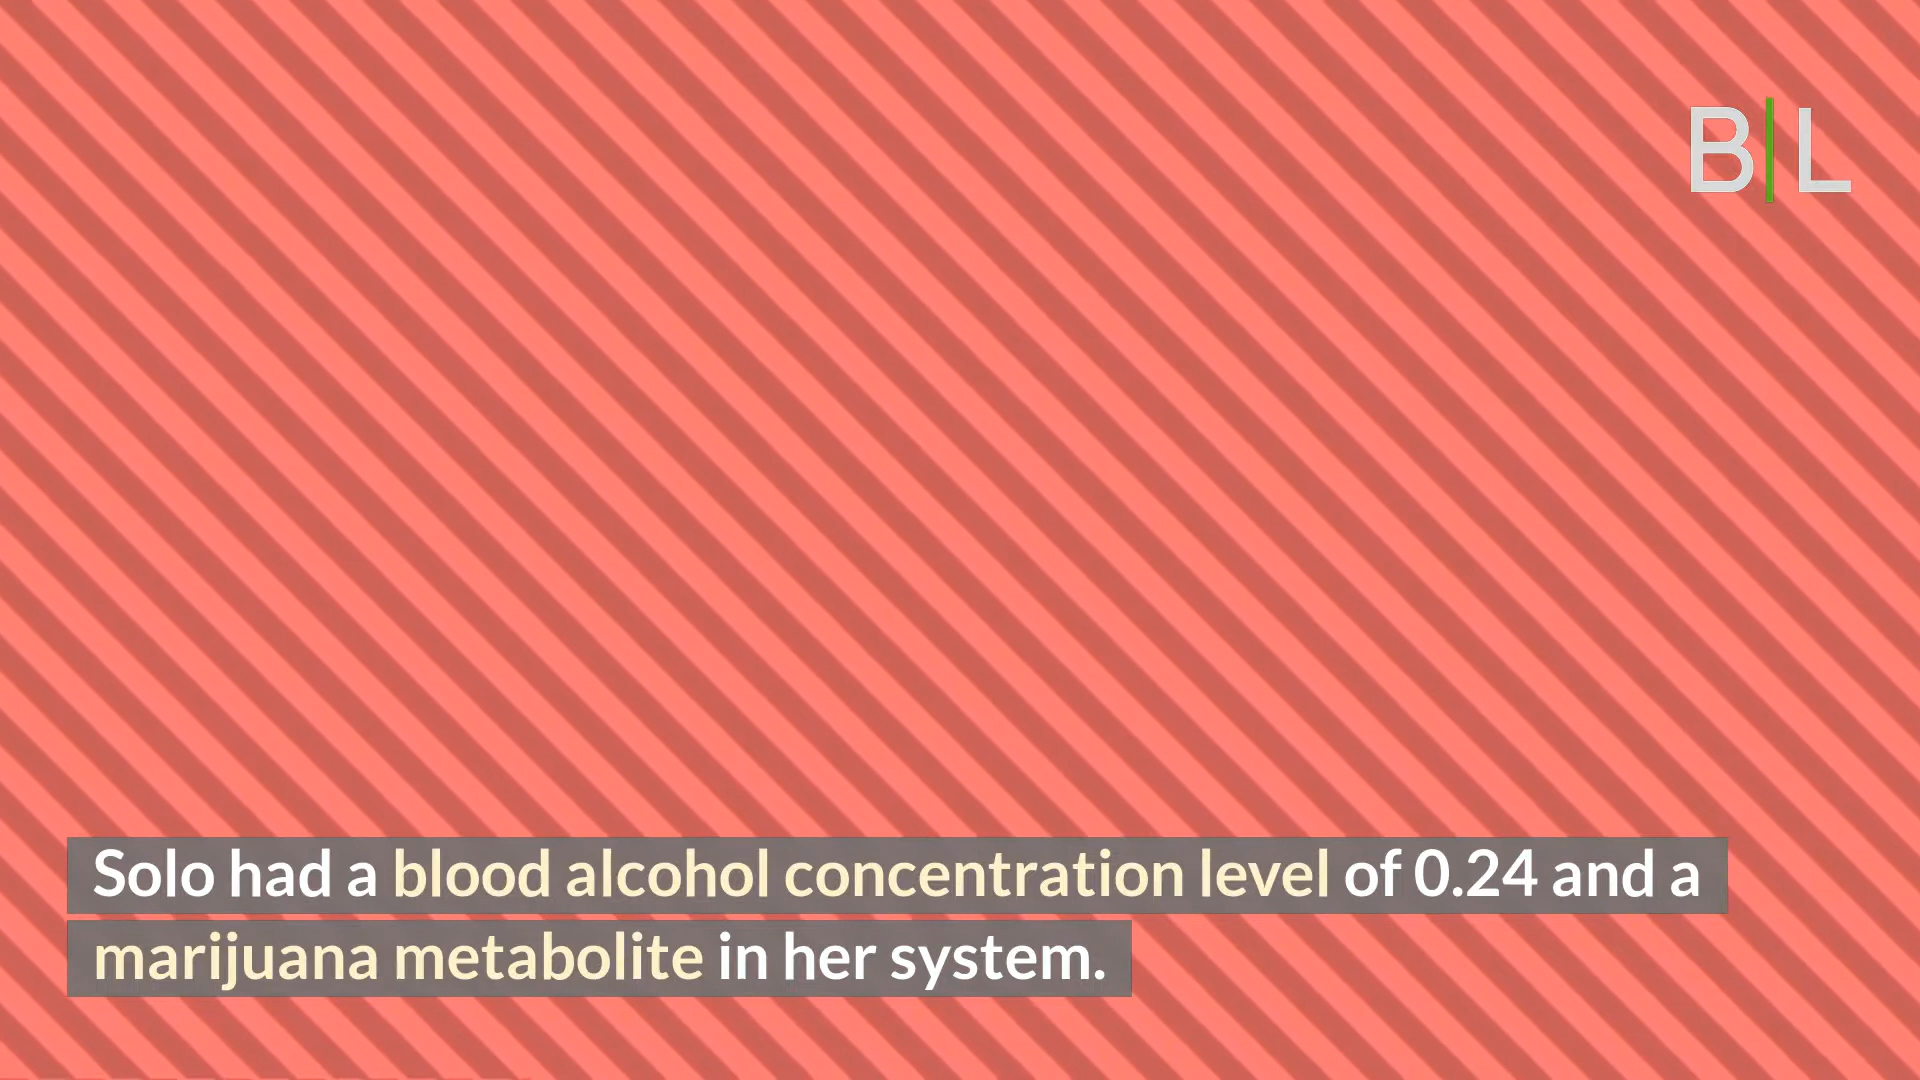 B|L
Solo had a blood alcohol concentration level of 0.24 and a
marijuana metabolite in her system.